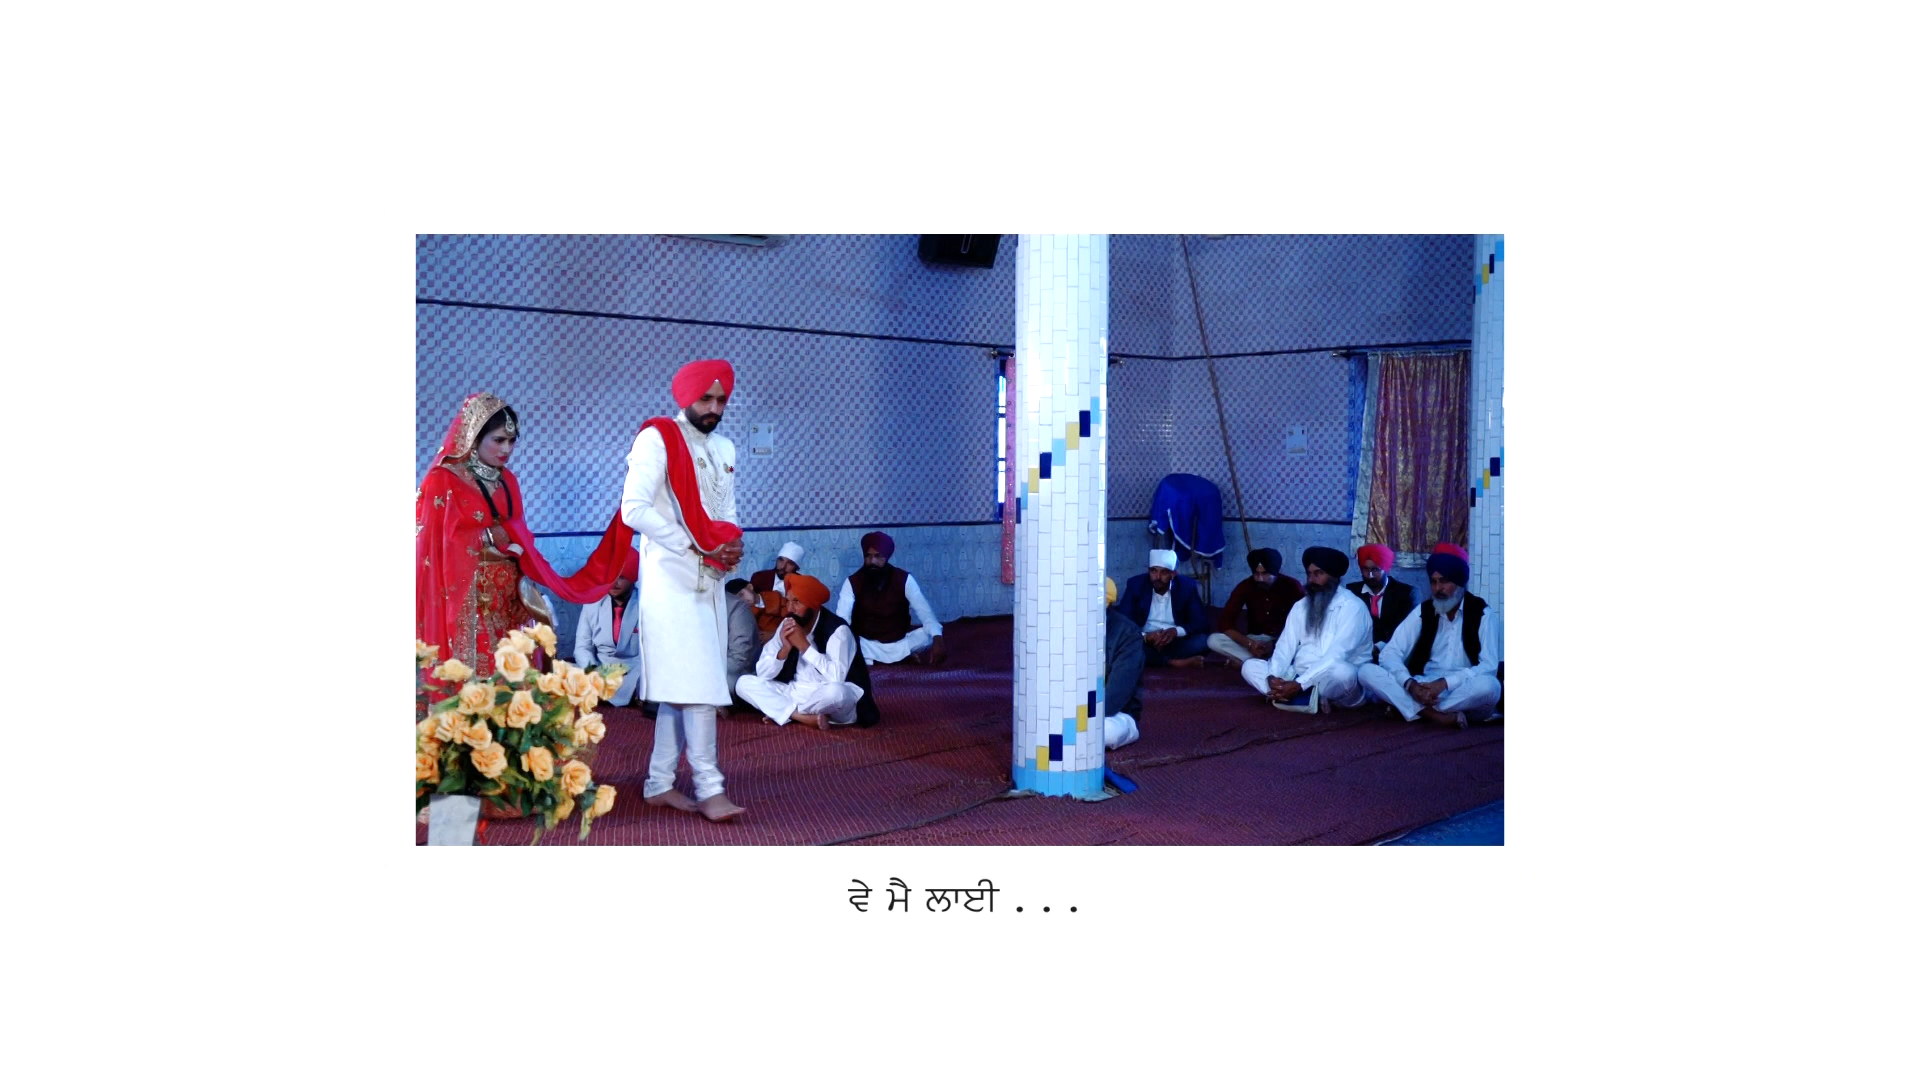 ਵੇ ਮੈ ਲਾਈ . . .